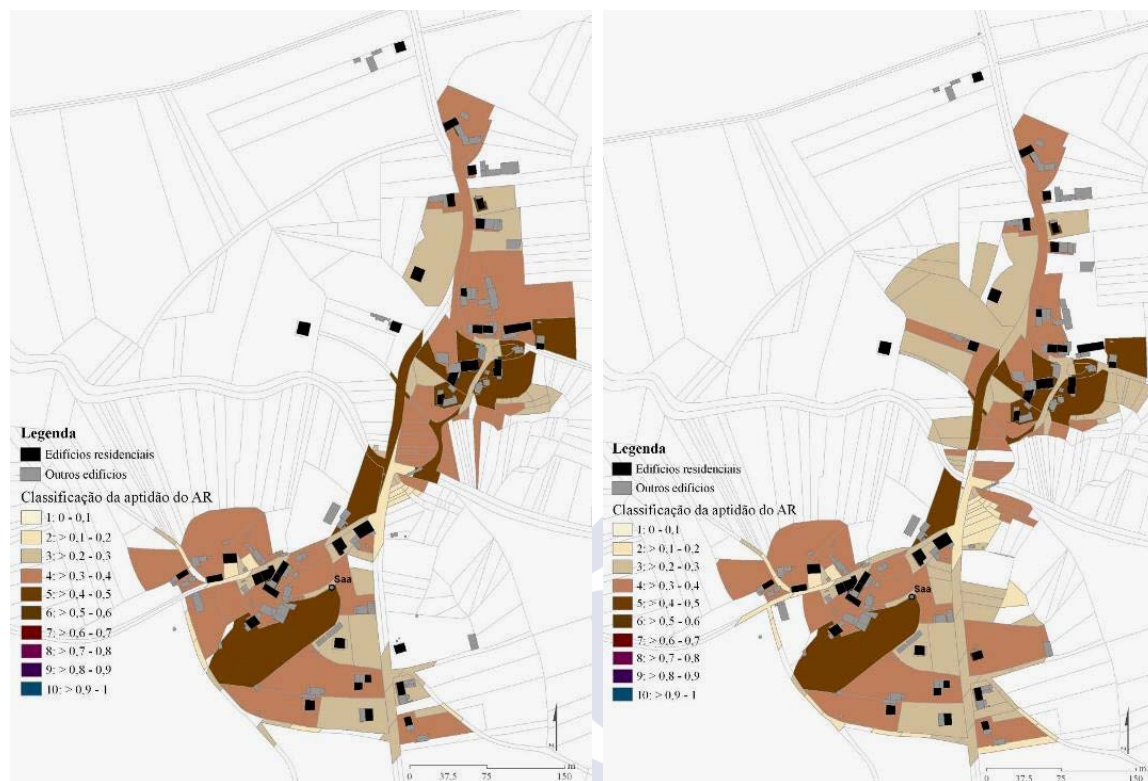 Saa
Legenda
Edifícios residenciais
Outros edifícios
Classificação da aptidão do AR
1: 0 - 0,1
2: > 0,1 - 0,2
3: > 0,2 - 0,3
4: > 0,3 - 0,4
5: > 0,4 - 0,5
6: > 0,5 - 0,6
7: > 0,6 - 0,7
8: > 0,7 - 0,8
9: > 0,8 - 0,9
10: > 0,9 - 1
m
0 37,5 75 150
Saa
Legenda
Edifícios residenciais
Outros edifícios
Classificação da aptidão do AR
1: 0 - 0,1
2: > 0,1 - 0,2
3: > 0,2 - 0,3
4: > 0,3 - 0,4
5: > 0,4 - 0,5
6: > 0,5 - 0,6
7: > 0,6 - 0,7
8: > 0,7 - 0,8
9: > 0,8 - 0,9
10: > 0,9 - 1
m
0 37,5 75 150